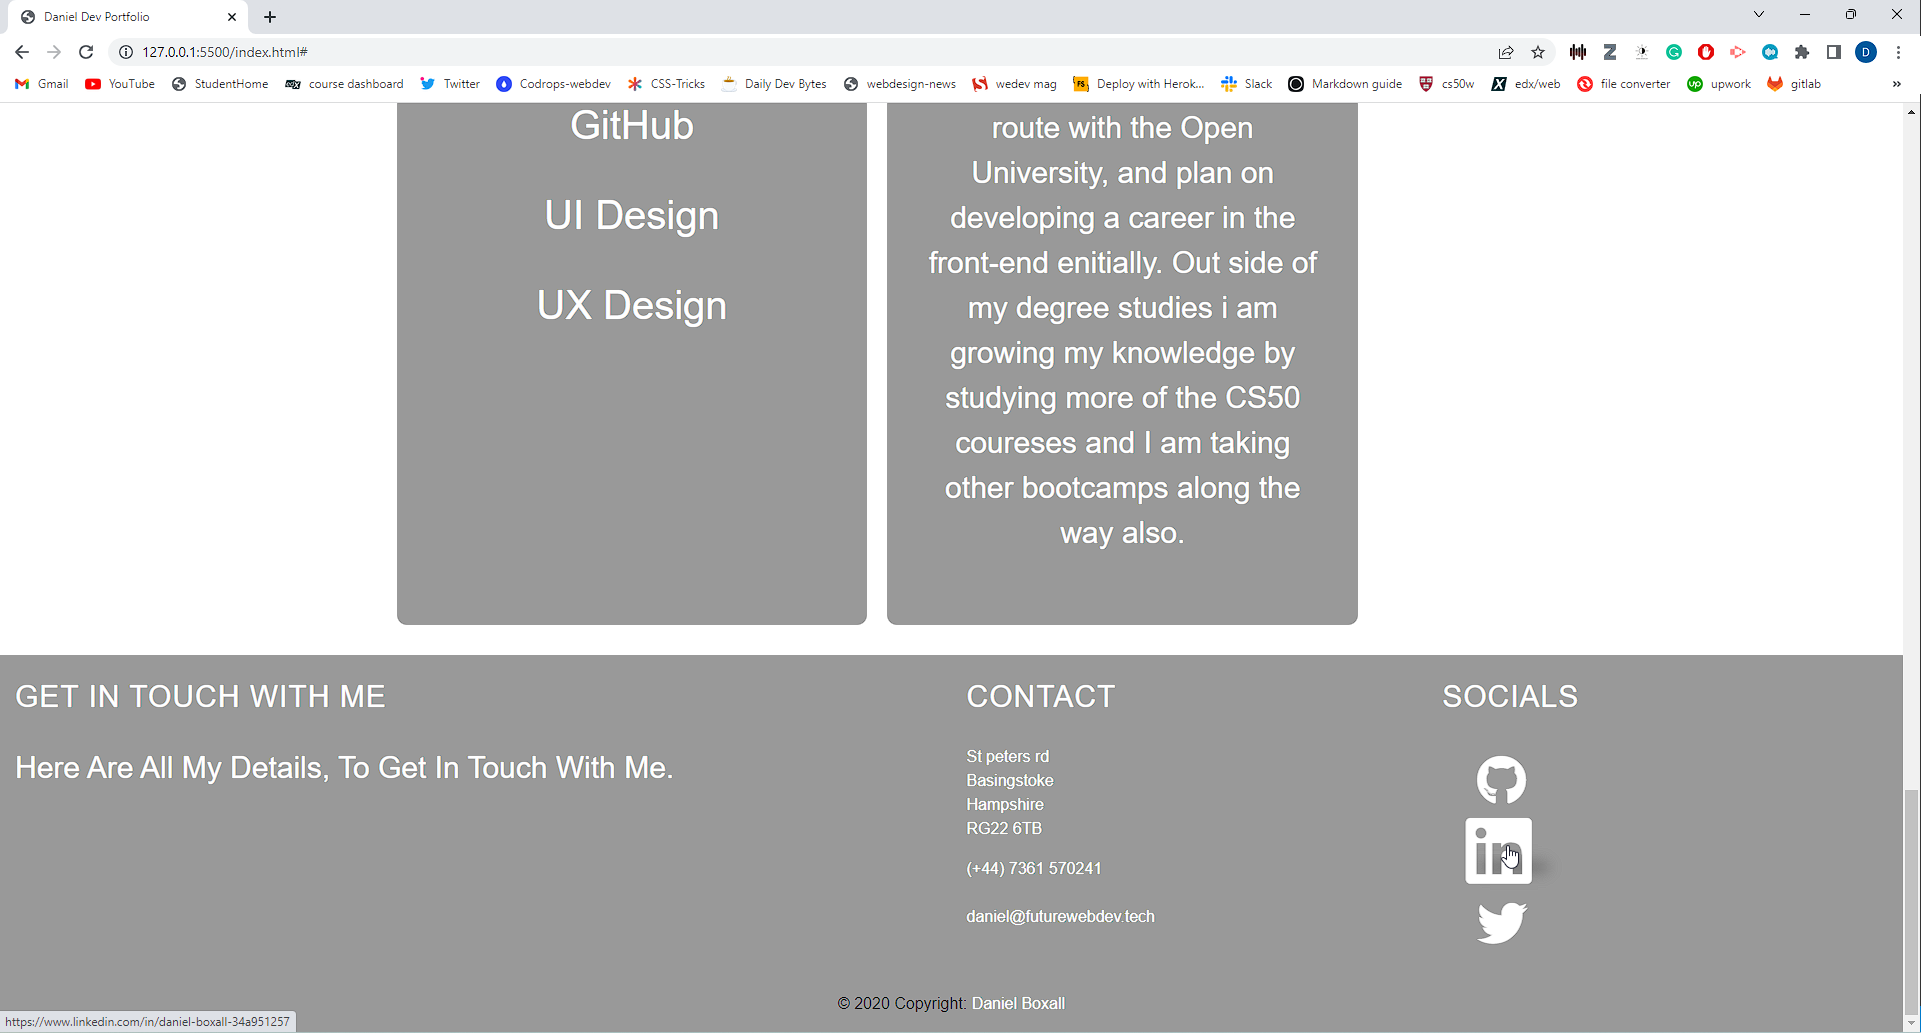 Daniel Dev Portfolio
127.0.0.1:5500/index.html#
D
Gmail YouTube StudentHome course dashboard Twitter Codrops-webdev CSS-Tricks Daily Dev Bytes webdesign-news wedev mag Deploy with Herok... Slack Markdown guide cs50w edx/web file converter upwork gitlab »
GitHub
UI Design
UX Design
route with the Open
University, and plan on
developing a career in the
front-end enitially. Out side of
my degree studies i am
growing my knowledge by
studying more of the CS50
coureses and I am taking
other bootcamps along the
way also.
GET IN TOUCH WITH ME
Here Are All My Details, To Get In Touch With Me.
CONTACT
St peters rd
Basingstoke
Hampshire
RG22 6TB
(+44) 7361 570241
daniel@futurewebdev.tech
SOCIALS
in
© 2020 Copyright: Daniel Boxall
https://www.linkedin.com/in/daniel-boxall-34a951257